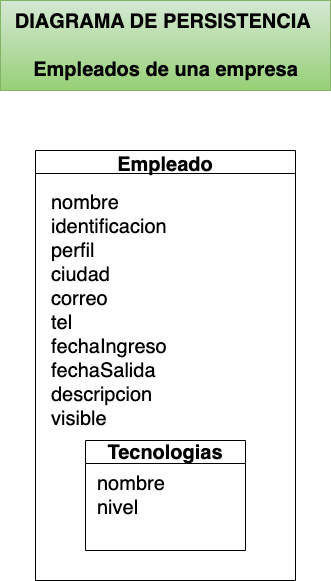 DIAGRAMA DE PERSISTENCIA
Empleados de una empresa
Empleado
nombre
identificacion
perfil
ciudad
correo
tel
fechaIngreso
fechaSalida
descripcion
visible
Tecnologias
nombre
nivel